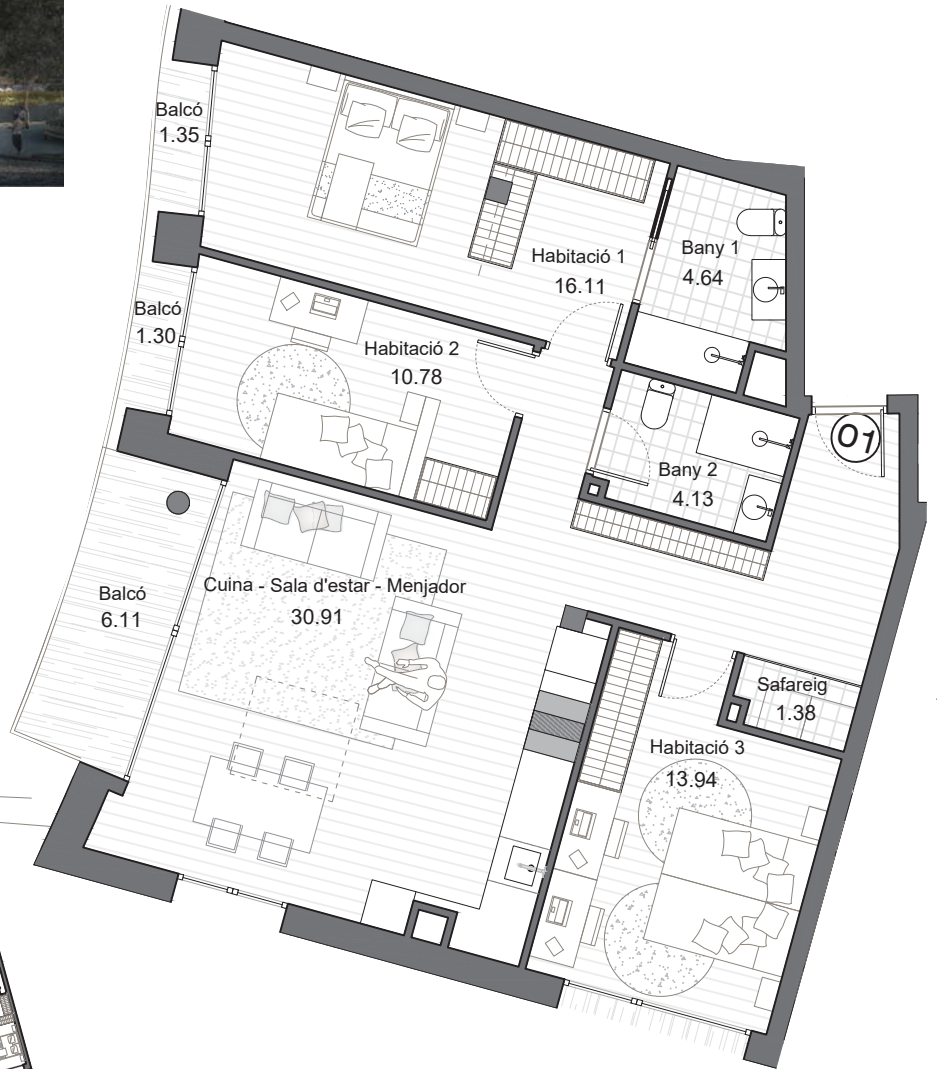 Balcó
1.35
Habitació 1
16.11
Bany 1
4.64
Balcó
1.30
Habitació 2
10.78
01
Bany 2
4.13
Balcó
6.11
Cuina - Sala d'estar - Menjador
30.91
Safareig
1.38
Habitació 3
13.94